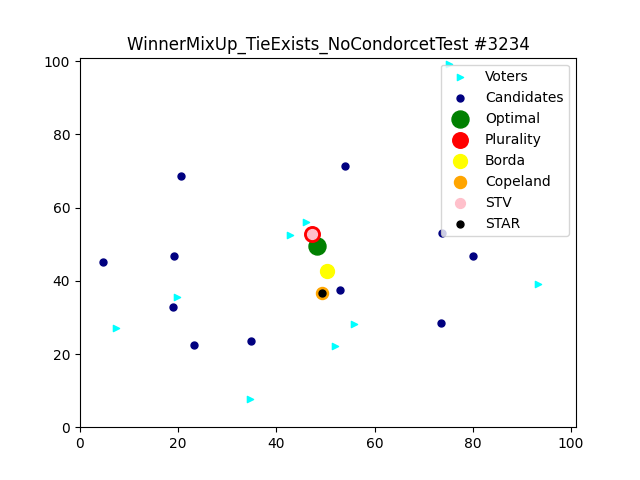 WinnerMixUp_TieExists_NoCondorcetTest #3234
100
80
60
40
20
0
0 20 40 60 80 100
Voters
Candidates
Optimal
Plurality
Borda
Copeland
STV
STAR